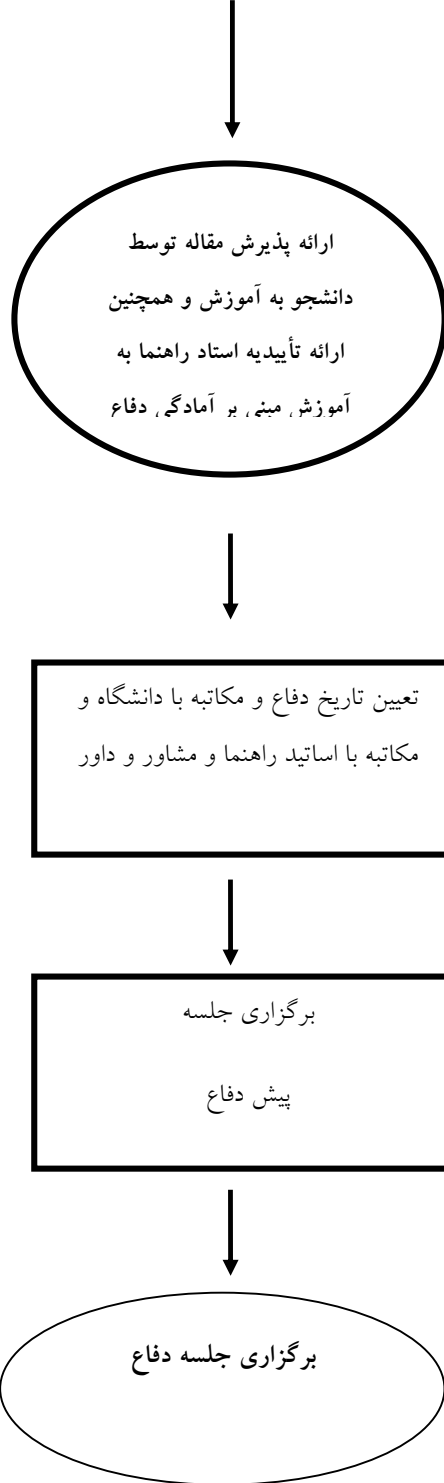 ارائه پذیرش مقاله توسط
دانشجو به آموزش و همچنین
ارائه تأییدیه استاد راهنما به
آموزش مبنی بر آمادگی دفاع
تعیین تاریخ دفاع و مکاتبه با دانشگاه و
مکاتبه با اساتید راهنما و مشاور و داور
برگزاری جلسه
پیش دفاع
برگزاری جلسه دفاع